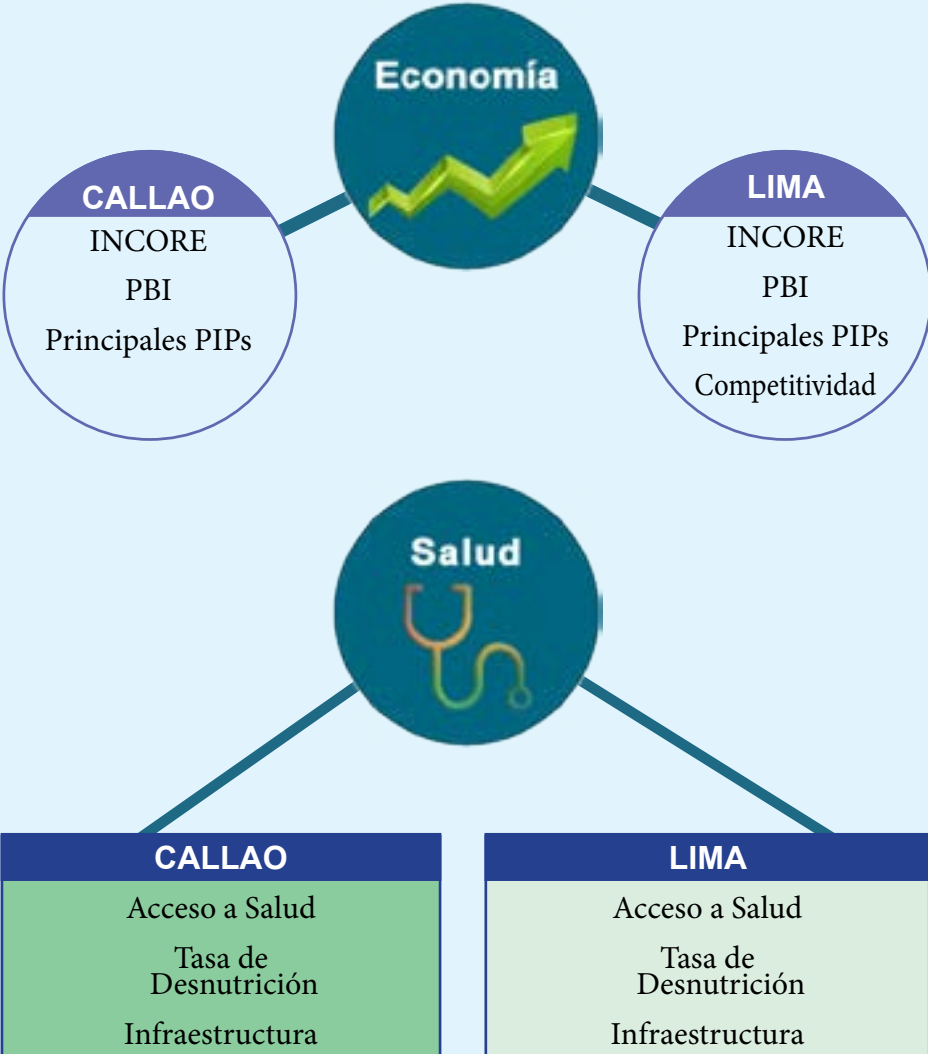 Economía
CALLAO
INCORE
PBI
Principales PIPs
LIMA
INCORE
PBI
Principales PIPs
Competitividad
Salud
CALLAO
Acceso a Salud
Tasa de
Desnutrición
Infraestructura
LIMA
Acceso a Salud
Tasa de
Desnutrición
Infraestructura